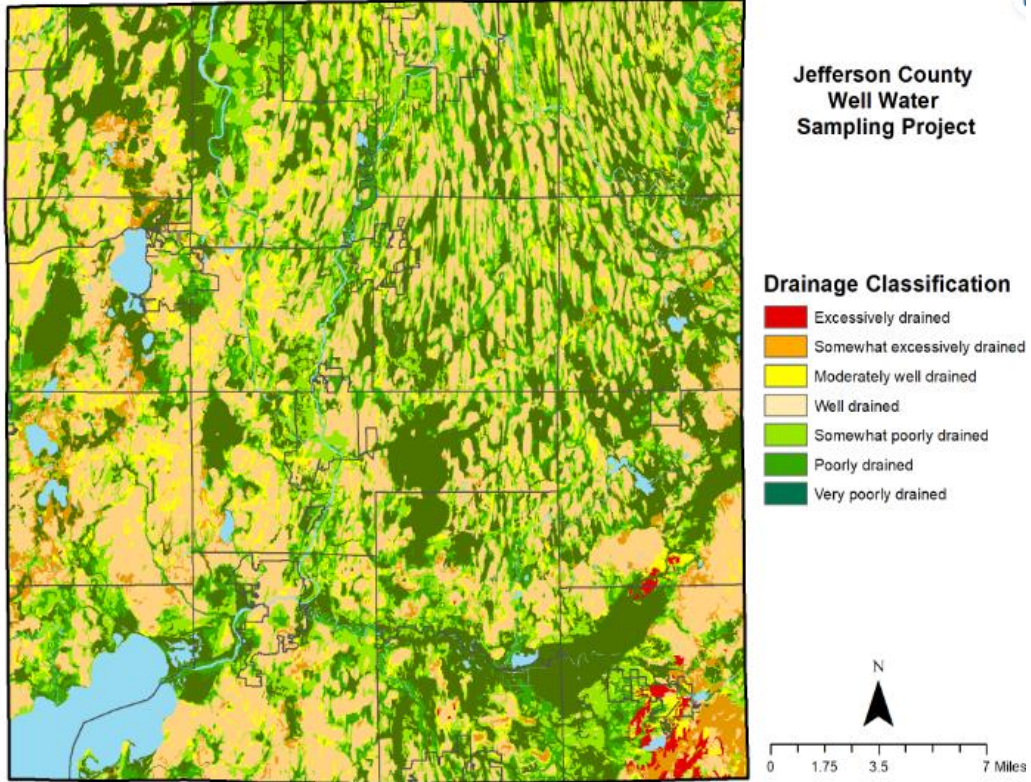 Jefferson County
Well Water
Sampling Project
Drainage Classification
Excessively drained
Somewhat excessively drained
Moderately well drained
Well drained
Somewhat poorly drained
Poorly drained
Very poorly drained
N
0 1.75 3.5 7 Miles